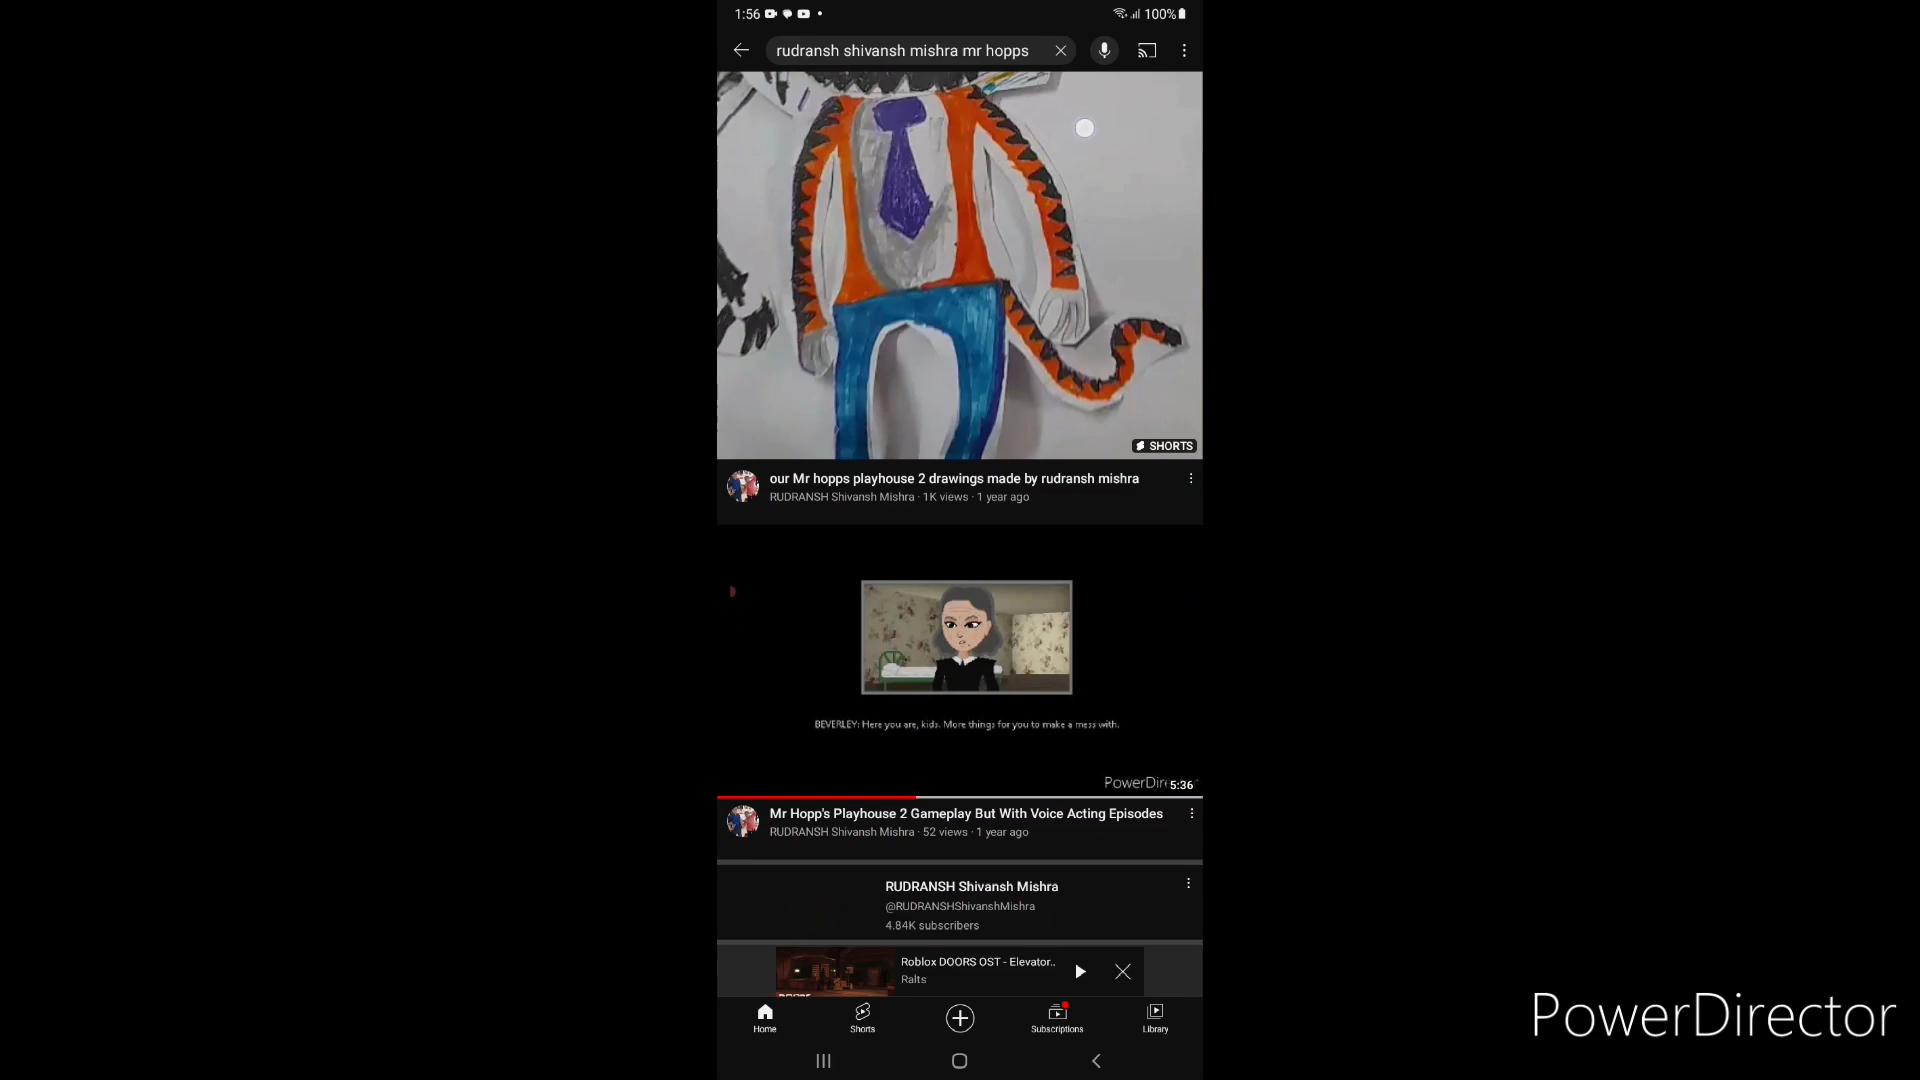 1:56
100%
rudransh shivansh mishra mr hopps
SHORTS
our Mr hopps playhouse 2 drawings made by rudransh mishra
RUDRANSH Shivansh Mishra · 1K views · 1 year ago
BEVERLEY: Here you are, kids. More things for you to make a mess with.
PowerDir
5:36
Mr Hopp's Playhouse 2 Gameplay But With Voice Acting Episodes
RUDRANSH Shivansh Mishra · 52 views · 1 year ago
RUDRANSH Shivansh Mishra
@RUDRANSHShivanshMishra
4.84K subscribers
Roblox DOORS OST - Elevator..
Ralts
Home
Shorts
Subscriptions
Library
PowerDirector